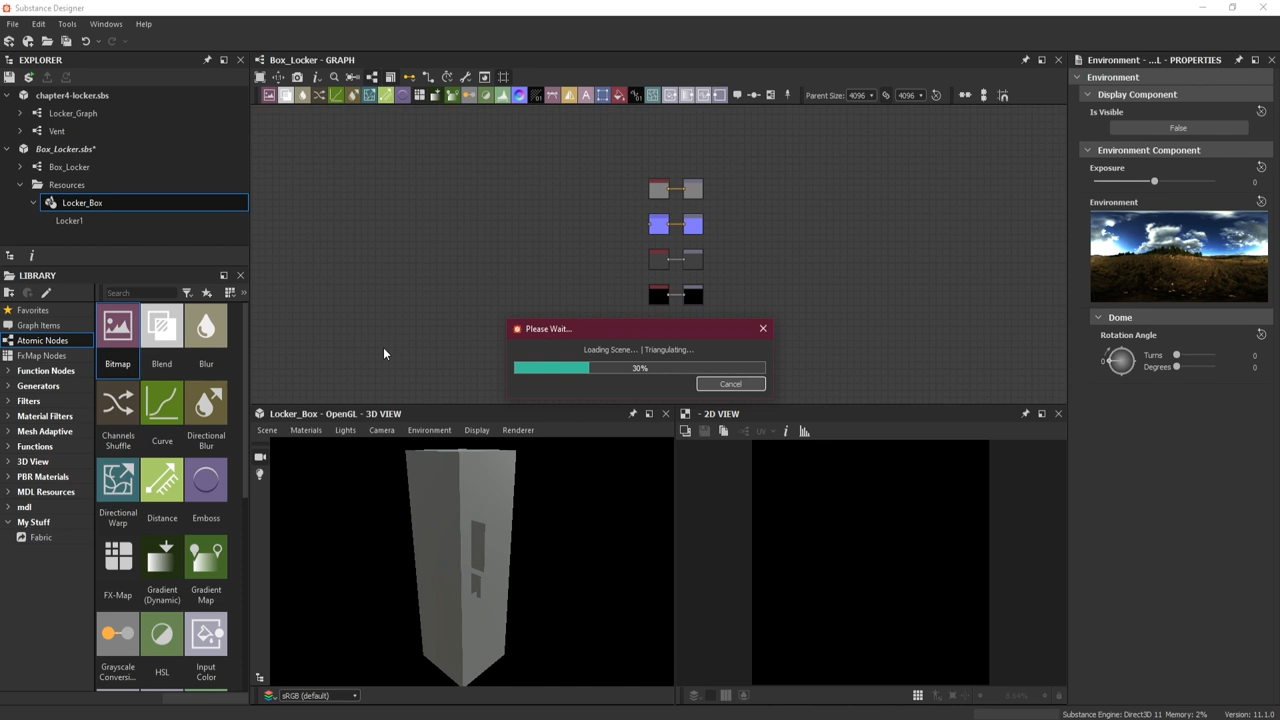 Substance Designer
File Edit Tools Windows Help
EXPLORER
chapter4-locker.sbs
Locker_Graph
Vent
Box_Locker.sbs*
Box_Locker
Resources
Locker_Box
Locker1
LIBRARY
Search
Favorites
Graph Items
Atomic Nodes
FxMap Nodes
Function Nodes
Generators
Filters
Material Filters
Mesh Adaptive
Functions
3D View
PBR Materials
MDL Resources
mdl
My Stuff
Fabric
Bitmap Blend Blur
Channels Shuffle Curve Directional Blur
Directional Warp Distance Emboss
FX-Map Gradient (Dynamic) Gradient Map
Grayscale Conversi... HSL Input Color
Box_Locker - GRAPH
Parent Size: 4096 4096
Please Wait...
Loading Scene... | Triangulating...
30%
Cancel
Locker_Box - OpenGL - 3D VIEW
Scene Materials Lights Camera Environment Display Renderer
sRGB (default)
- 2D VIEW
UV
8.64%
Environment - ...L - PROPERTIES
Environment
Display Component
Is Visible
False
Environment Component
Exposure
0
Environment
Dome
Rotation Angle
0
Turns 0
Degrees 0
Substance Engine: Direct3D 11 Memory: 2% Version: 11.1.0